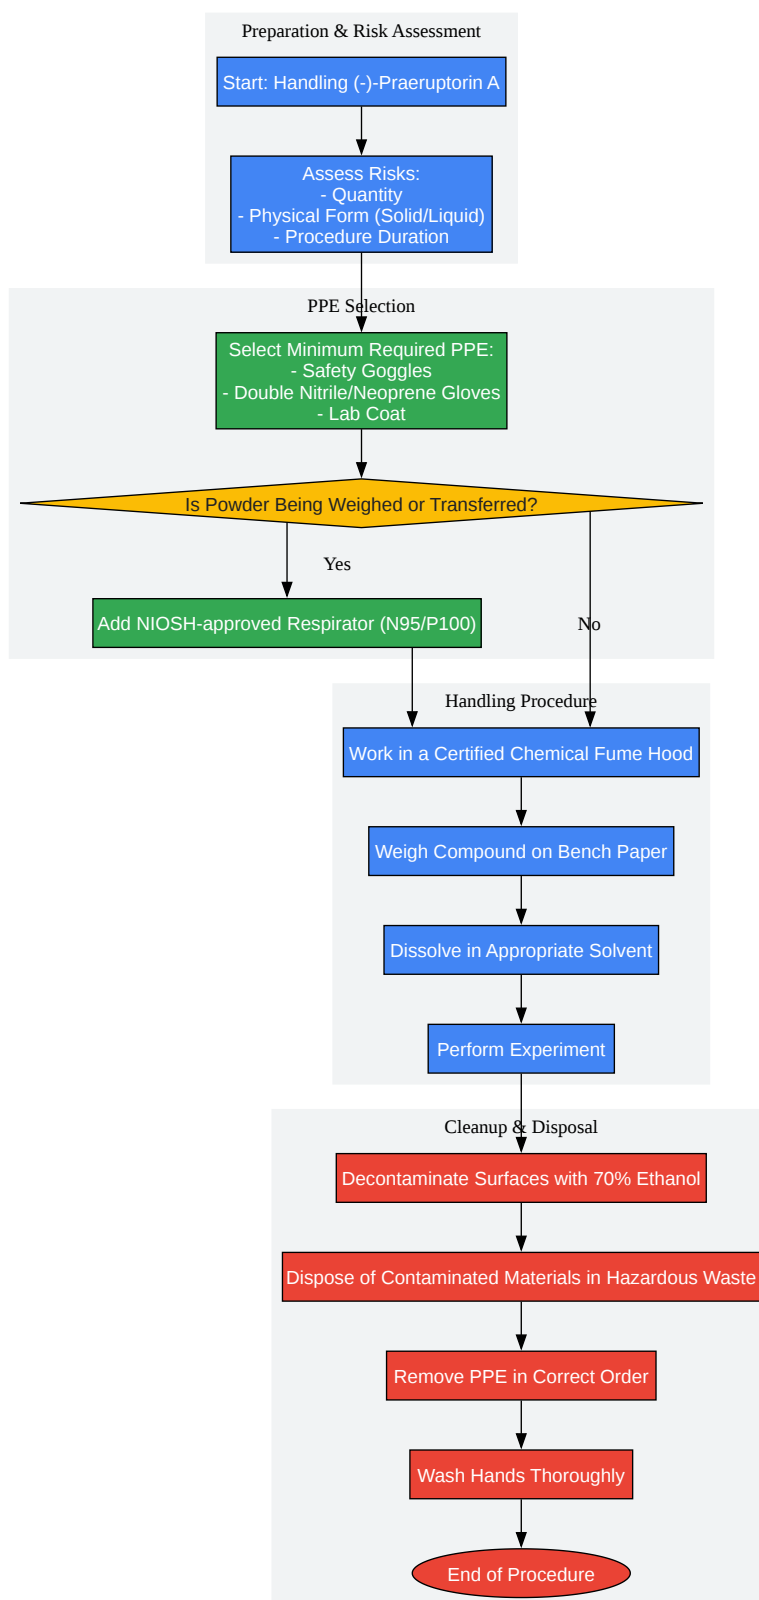 Preparation & Risk Assessment
Start: Handling (-)-Praeruptorin A
Assess Risks:
- Quantity
- Physical Form (Solid/Liquid)
- Procedure Duration
PPE Selection
Select Minimum Required PPE:
- Safety Goggles
- Double Nitrile/Neoprene Gloves
- Lab Coat
Is Powder Being Weighed or Transferred?
Yes
Add NIOSH-approved Respirator (N95/P100)
No
Handling Procedure
Work in a Certified Chemical Fume Hood
Weigh Compound on Bench Paper
Dissolve in Appropriate Solvent
Perform Experiment
Cleanup & Disposal
Decontaminate Surfaces with 70% Ethanol
Dispose of Contaminated Materials in Hazardous Waste
Remove PPE in Correct Order
Wash Hands Thoroughly
End of Procedure